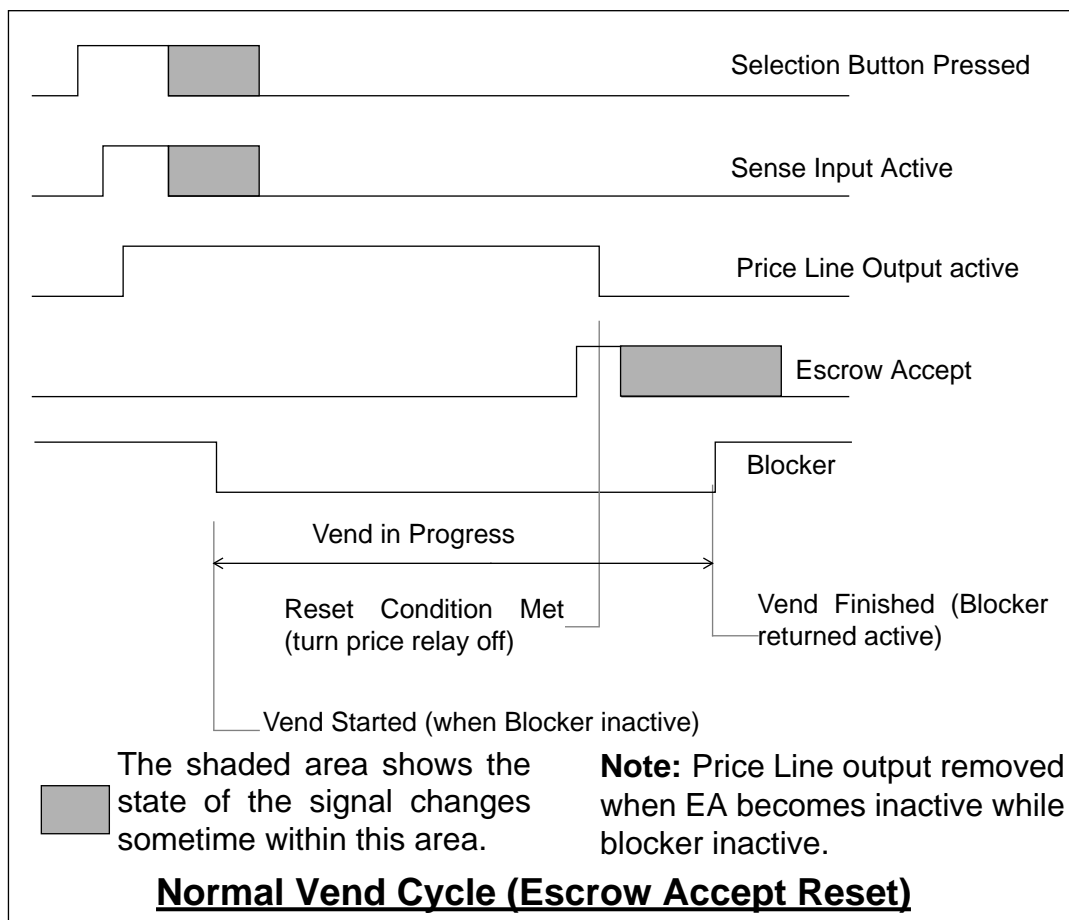 Selection Button Pressed
Sense Input Active
Price Line Output active
Escrow Accept
Blocker
Vend in Progress
Reset Condition Met
(turn price relay off)
Vend Finished (Blocker
returned active)
Vend Started (when Blocker inactive)
The shaded area shows the
state of the signal changes
sometime within this area.
Note: Price Line output removed
when EA becomes inactive while
blocker inactive.
Normal Vend Cycle (Escrow Accept Reset)